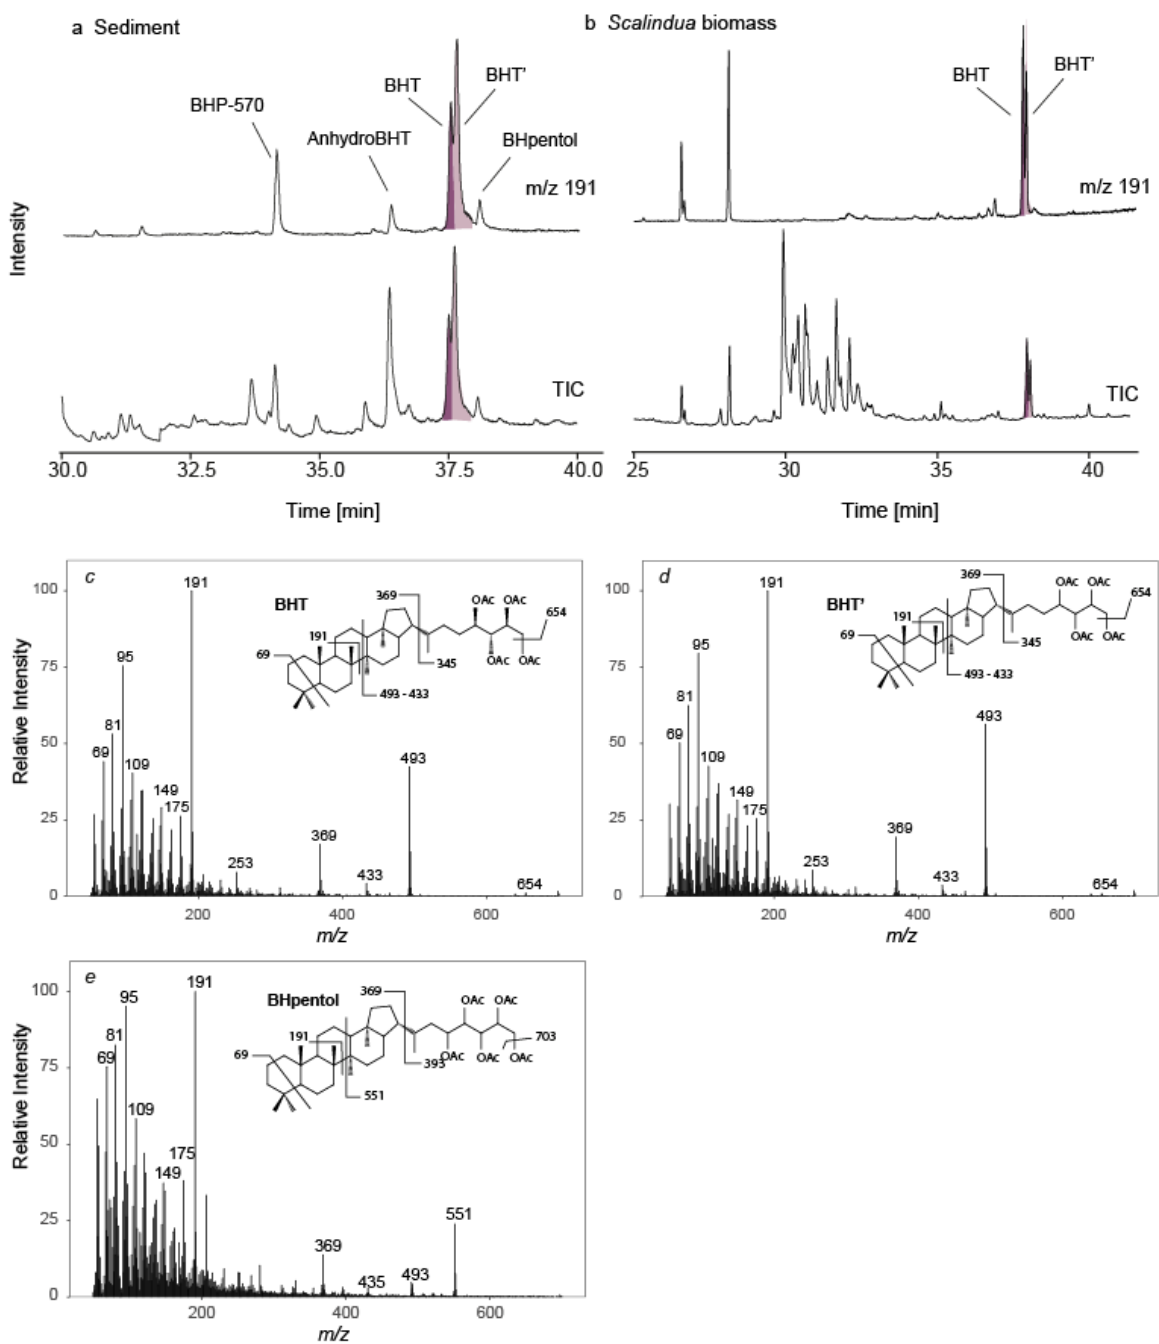 a Sediment
b Scalindua biomass
BHT
BHT'
BHP-570
AnhydroBHT
BHpentol
m/z 191
BHT
BHT'
m/z 191
Intensity
TIC
TIC
30.0 32.5 35.0 37.5 40.0
25 30 35 40
Time [min]
Time [min]
c
BHT
100
75
50
25
0
Relative Intensity
191
95
81
69
109
149
175
253
369
433
493
654
369
191
69
345
493 - 433
654
OAc OAc
OAc OAc
200 400 600
m/z
d
BHT'
100
75
50
25
0
191
95
81
69
109
149
175
253
369
433
493
654
369
191
69
345
493 - 433
654
OAc OAc
OAc OAc
200 400 600
m/z
e
BHpentol
100
75
50
25
0
Relative Intensity
191
95
81
69
109
149
175
369
435
493
551
369
191
69
393
551
703
OAc OAc
OAc OAc OAc
200 400 600
m/z